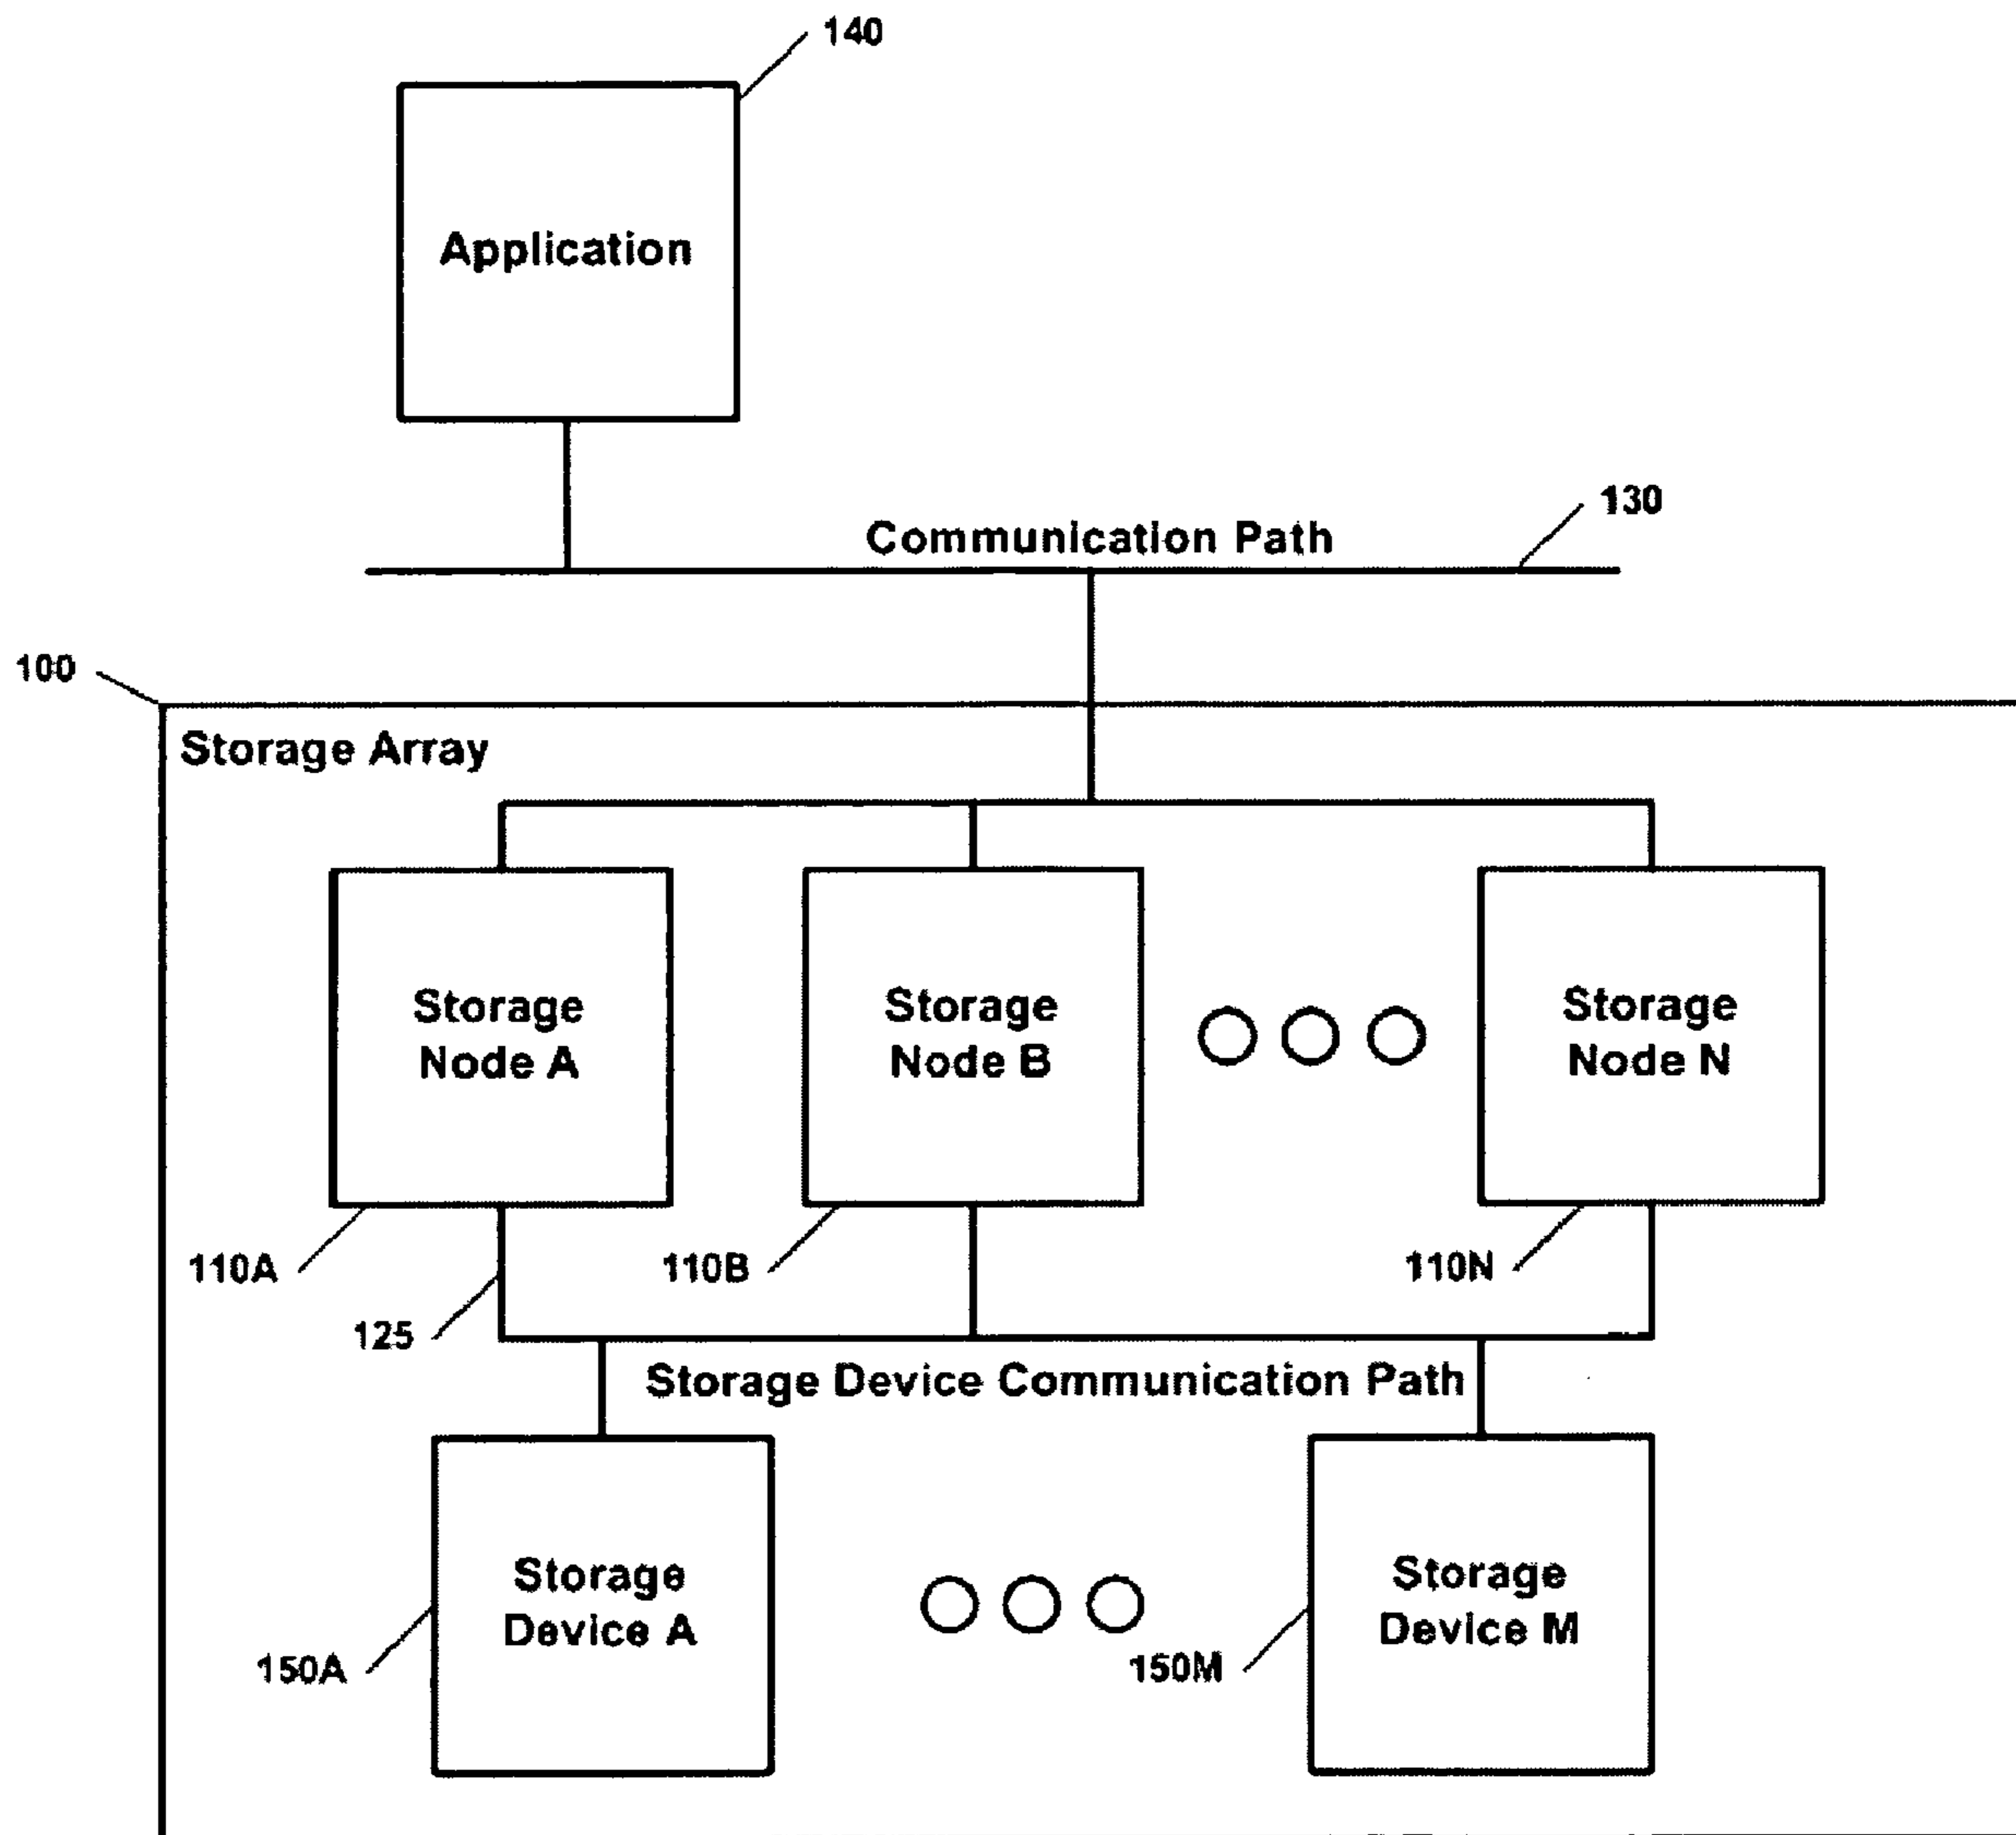 140
Application
130
Communication Path
100
Storage Array
Storage
Node A
Storage
Node B
Storage
Node N
110A
110B
110N
125
Storage Device Communication Path
Storage
Device A
Storage
Device M
150A
150M